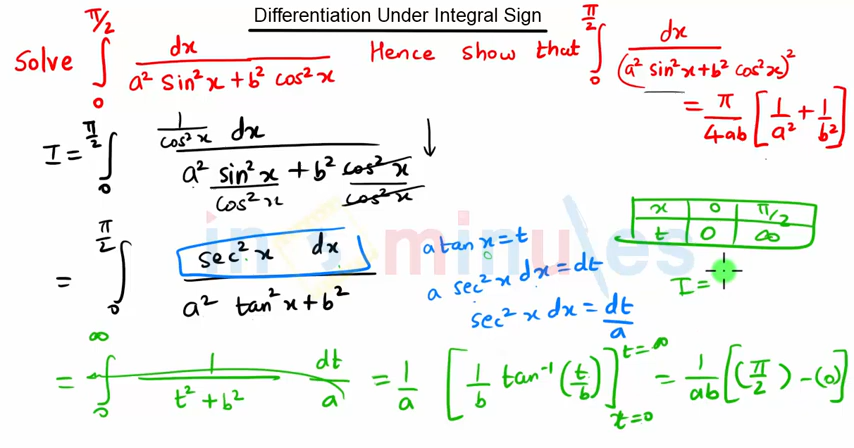 Differentiation Under Integral Sign
Solve ∫₀^{π/2} dx / (a² Sin²x + b² cos²x) Hence show that ∫₀^{π/2} dx / (a² sin²x + b² cos²x)²
= π/4ab [1/a² + 1/b²]
I = ∫₀^{π/2} (1/cos²x) dx / (a² sin²x/cos²x + b² cos²x/cos²x) ↓
= ∫₀^{π/2} sec²x dx / (a² tan²x + b²)
a tan x = t
a sec²x dx = dt
sec²x dx = dt/a
x 0 π/2
t 0 ∞
I =
= ∫₀^∞ 1/(t² + b²) dt/a = 1/a [1/b tan⁻¹(t/b)]_{t=0}^{t=∞} = 1/ab [(π/2) − (0)]
in minutes